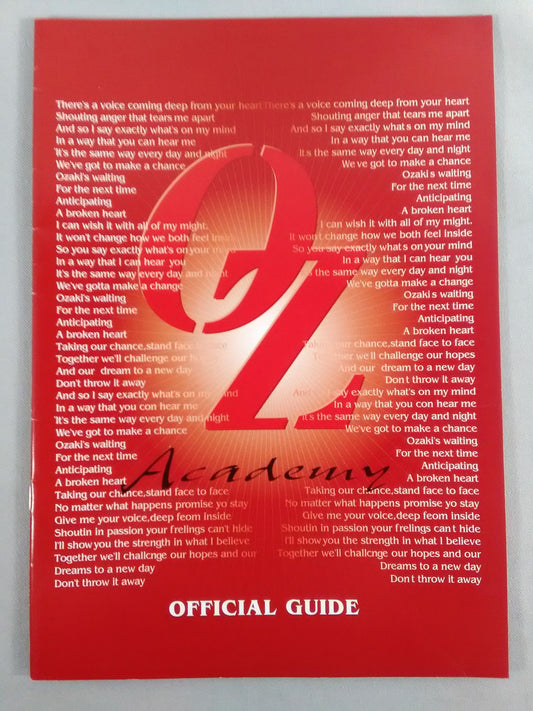 There's a voice coming deep from your heart
Shouting anger that tears me apart
And so I say exactly what's on my mind
In a way that you can hear me
It's the same way every day and night
We've got to make a chance
Ozaki's waiting
For the next time
Anticipating
A broken heart
I can wish it with all of my might.
It won't change how we both feel inside
So you say exactly what's on your mind
In a way that I can hear you
It's the same way every day and night
We've gotta make a change
Ozaki's waiting
For the next time
Anticipating
A broken heart
Taking our chance,stand face to face
Together we'll challenge our h
And our dream to a new day
Don't throw it away
And so I say exactly what's on my mind
In a way that you con hear me
It's the same way every day and night
We've got to make a chance
Ozaki's waiting
For the next time
Anticipating
A broken heart
Taking our chance,stand face to face
No matter what happens promise yo stay
Give me your voice,deep feom inside
Shoutin in passion your frelings can't hide
I'll show you the strength in what I believe
Together we'll challcnge our hopes and our
Dreams to a new day
Don't throw it away
There's a voice coming deep from your heart
Shouting anger that tears me apart
And so I say exactly what's on my mind
In a way that you can hear me
It's the same way every day and night
We've got to make a chance
Ozaki's waiting
For the next time
Anticipating
A broken heart
I can wish it with all of my might.
It won't change how we both feel inside
So you say exactly what's on your mind
In a way that I can hear you
It's the same way every day and night
We've gotta make a change
Ozaki's waiting
For the next time
Anticipating
A broken heart
Taking our chance,stand face to face
Together we'll challenge our hopes
And our dream to a new day
Don't throw it away
And so I say exactly what's on my mind
In a way that you con hear me
It's the same way every day and night
We've got to make a chance
Ozaki's waiting
For the next time
Anticipating
A broken heart
Taking our chance,stand face to face
No matter what happens promise yo stay
Give me your voice,deep feom inside
Shoutin in passion your frelings can't hide
I'll show you the strength in what I believe
Together we'll challcnge our hopes and our
Dreams to a new day
Don't throw it away
OZ
Academy
OFFICIAL GUIDE